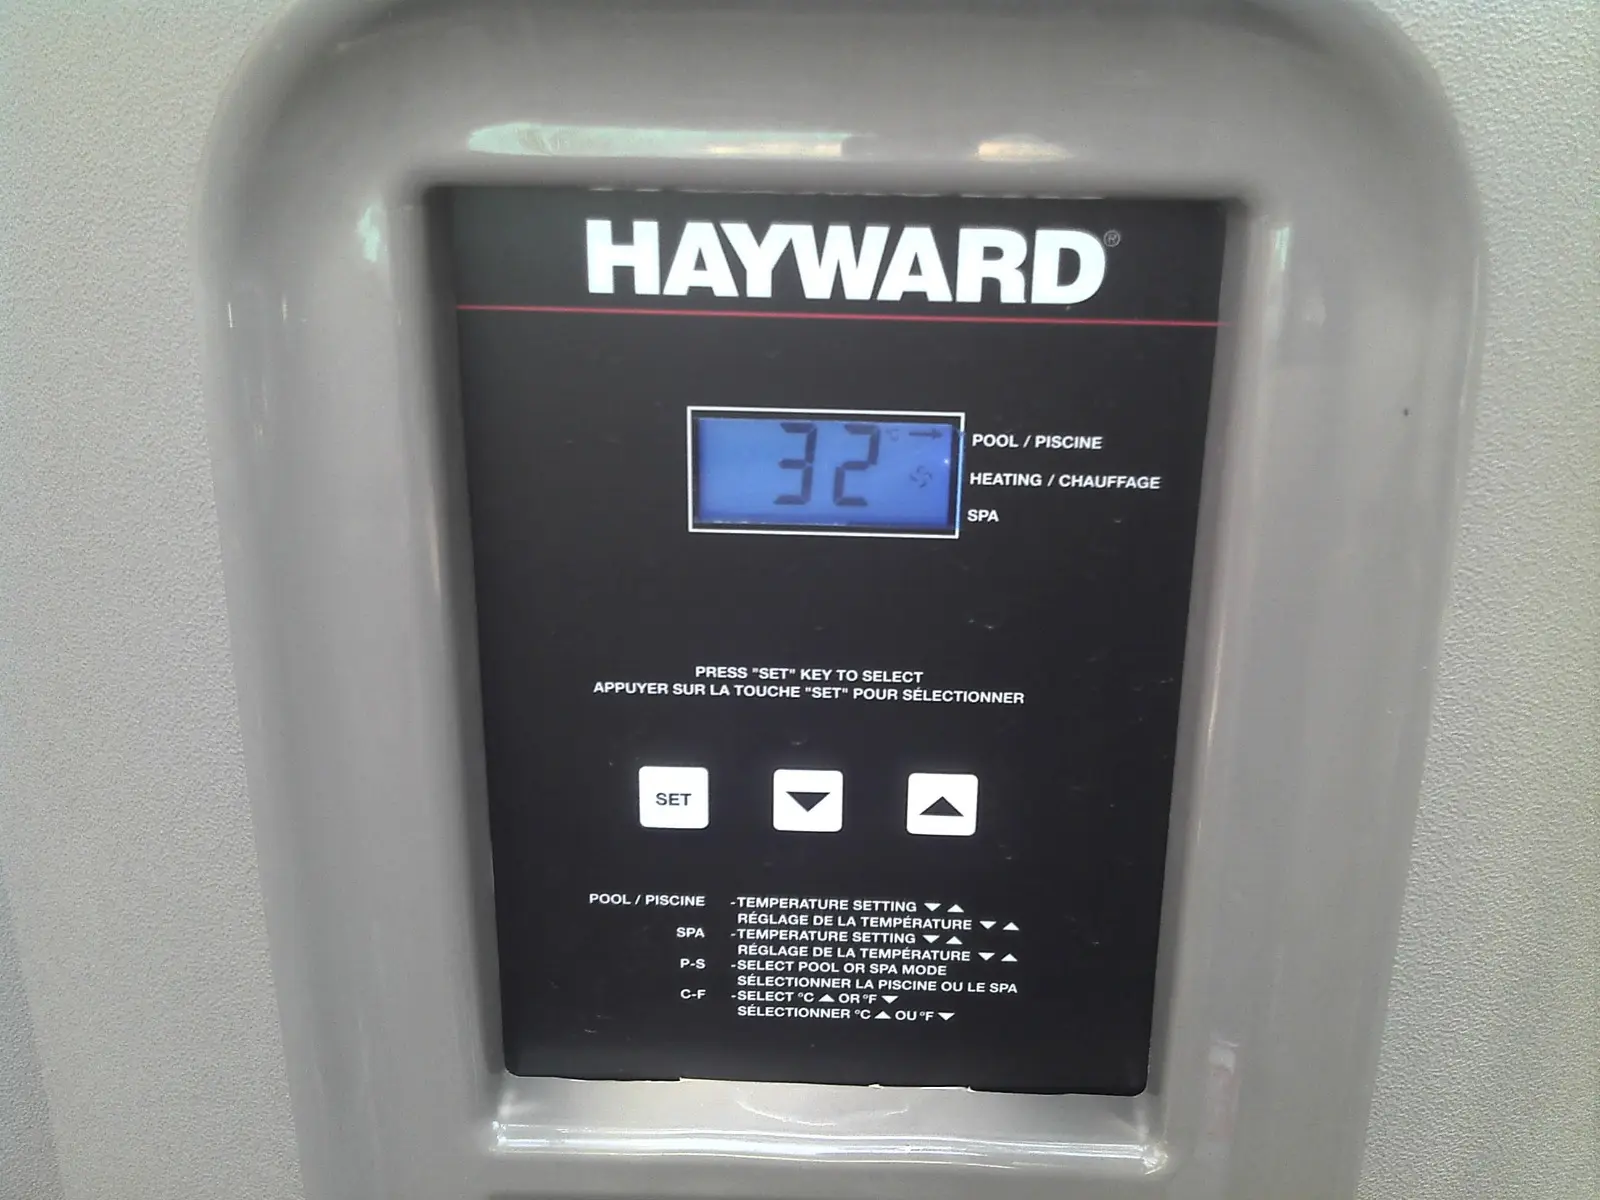 HAYWARD®
32 °C →
POOL / PISCINE
HEATING / CHAUFFAGE
SPA
PRESS "SET" KEY TO SELECT
APPUYER SUR LA TOUCHE "SET" POUR SÉLECTIONNER
SET ▼ ▲
POOL / PISCINE -TEMPERATURE SETTING ▼ ▲
RÉGLAGE DE LA TEMPÉRATURE ▼ ▲
SPA -TEMPERATURE SETTING ▼ ▲
RÉGLAGE DE LA TEMPÉRATURE ▼ ▲
P-S -SELECT POOL OR SPA MODE
SÉLECTIONNER LA PISCINE OU LE SPA
C-F -SELECT °C ▲ OR °F ▼
SÉLECTIONNER °C ▲ OU °F ▼